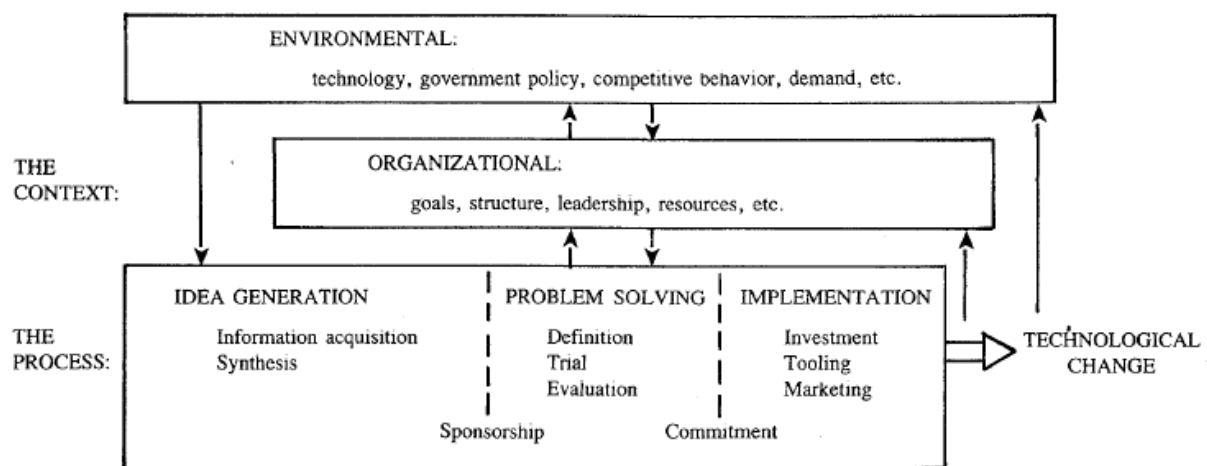 ENVIRONMENTAL:
technology, government policy, competitive behavior, demand, etc.
THE
CONTEXT:
ORGANIZATIONAL:
goals, structure, leadership, resources, etc.
THE
PROCESS:
IDEA GENERATION
Information acquisition
Synthesis
PROBLEM SOLVING
Definition
Trial
Evaluation
IMPLEMENTATION
Investment
Tooling
Marketing
Sponsorship
Commitment
TECHNOLOGICAL
CHANGE